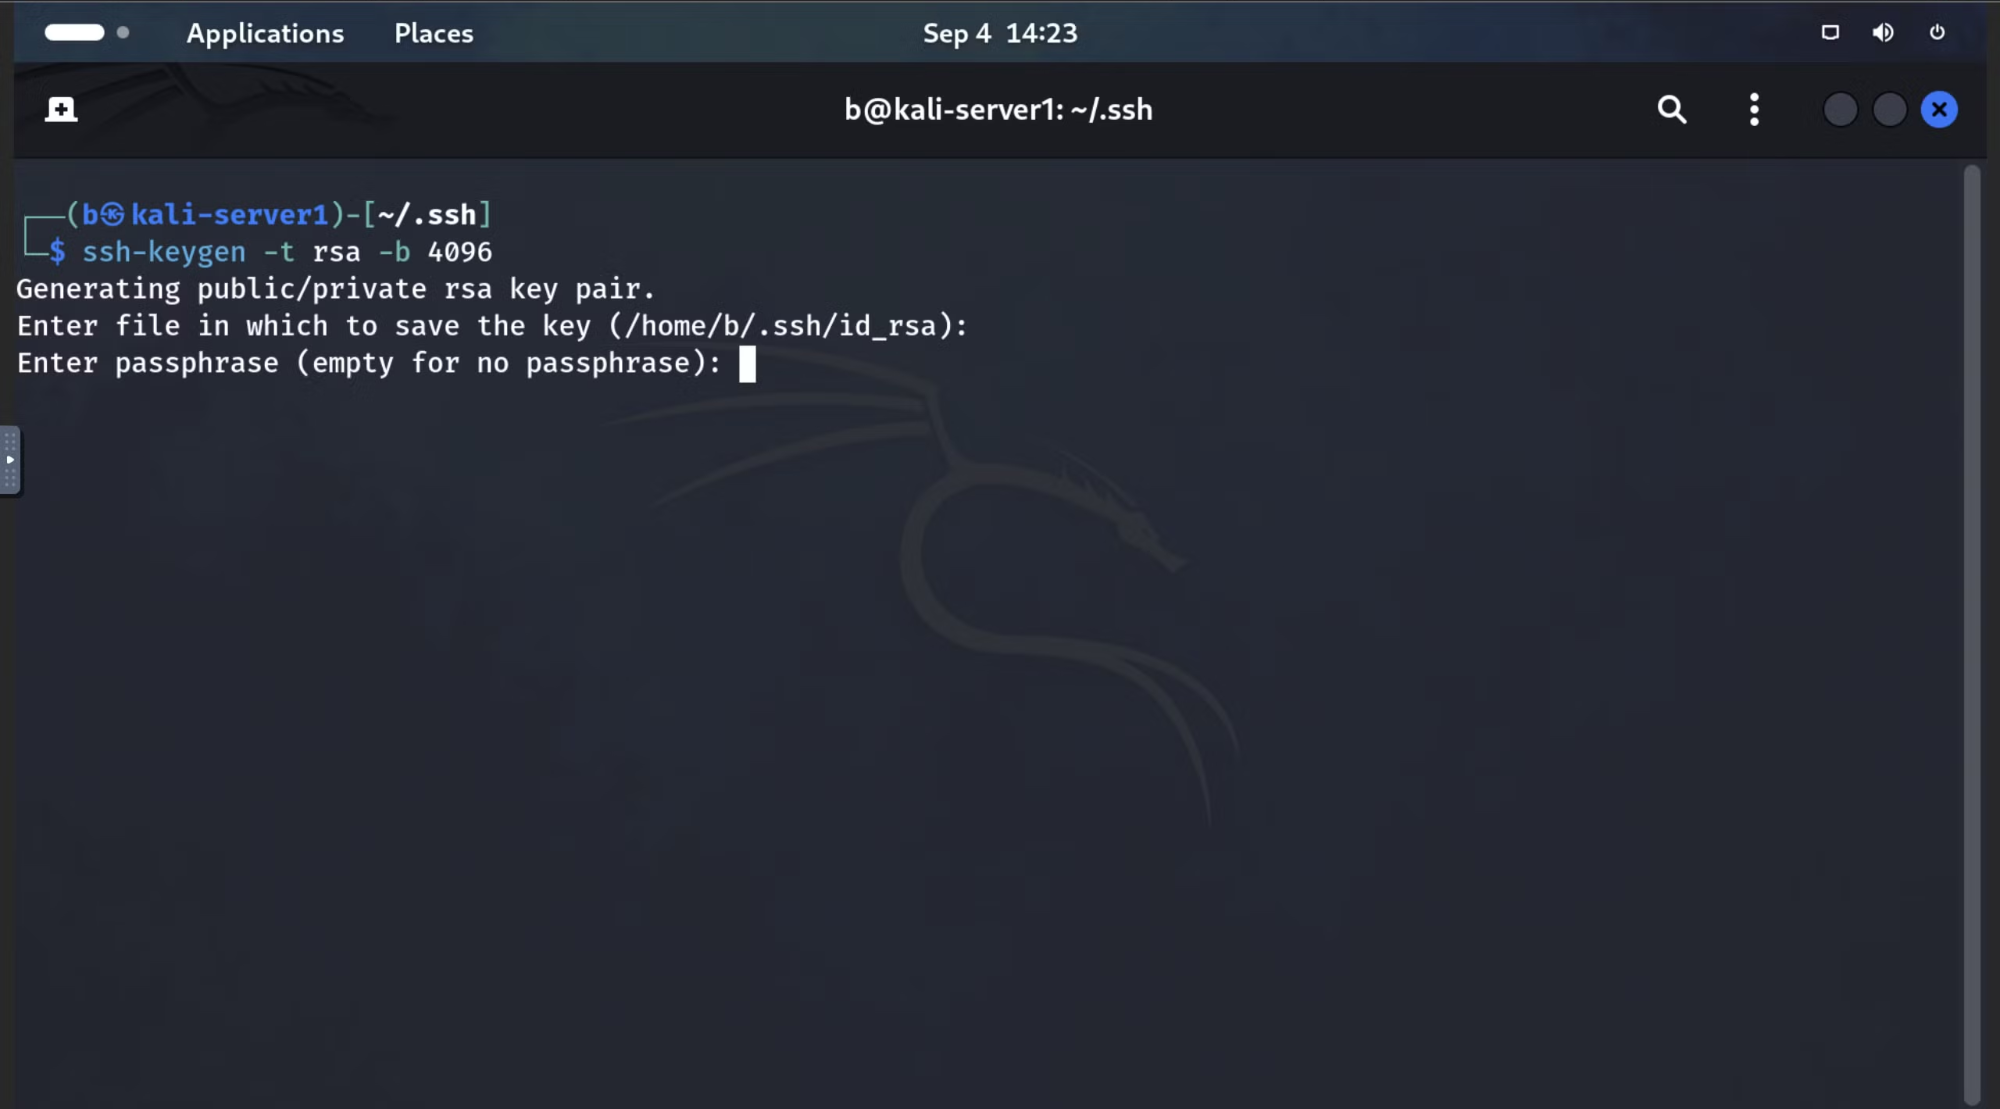 Applications Places Sep 4 14:23
b@kali-server1: ~/.ssh
┌──(b㉿kali-server1)-[~/.ssh]
└─$ ssh-keygen -t rsa -b 4096
Generating public/private rsa key pair.
Enter file in which to save the key (/home/b/.ssh/id_rsa):
Enter passphrase (empty for no passphrase):